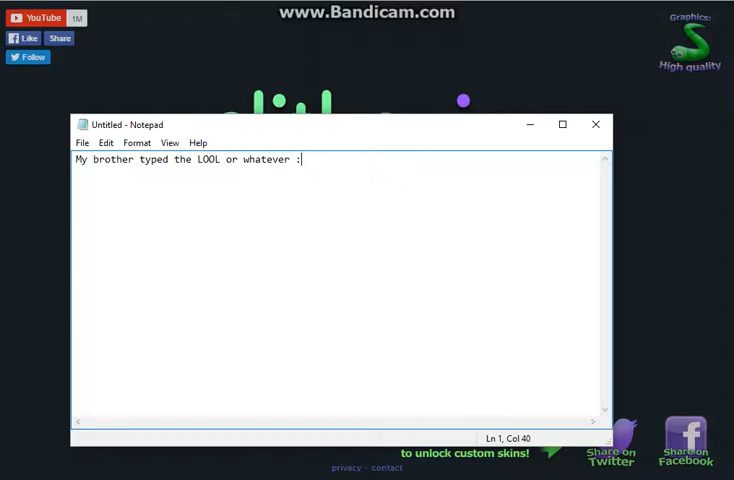 www.Bandicam.com
YouTube 1M
Like Share
Follow
Graphics:
High quality
Untitled - Notepad
File Edit Format View Help
My brother typed the LOOL or whatever :
Ln 1, Col 40
to unlock custom skins!
Share on Twitter
Share on Facebook
privacy - contact